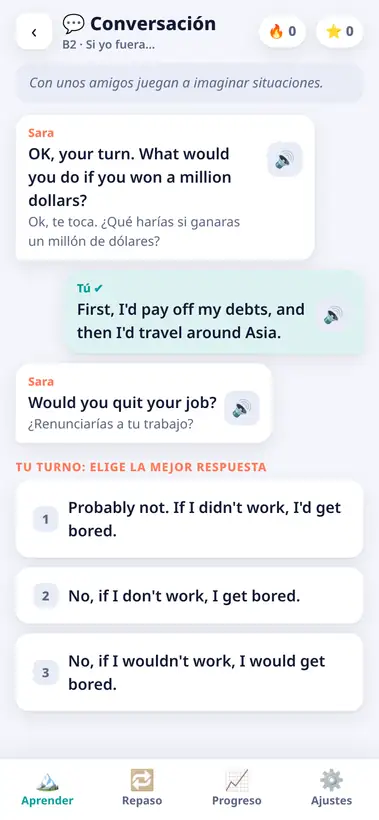 ‹
💬 Conversación
B2 · Si yo fuera...
🔥 0
⭐ 0
Con unos amigos juegan a imaginar situaciones.
Sara
OK, your turn. What would
you do if you won a million
dollars?
Ok, te toca. ¿Qué harías si ganaras
un millón de dólares?
Tú ✔
First, I'd pay off my debts, and
then I'd travel around Asia.
Sara
Would you quit your job?
¿Renunciarías a tu trabajo?
TU TURNO: ELIGE LA MEJOR RESPUESTA
1
Probably not. If I didn't work, I'd get
bored.
2
No, if I don't work, I get bored.
3
No, if I wouldn't work, I would get
bored.
Aprender
Repaso
Progreso
Ajustes